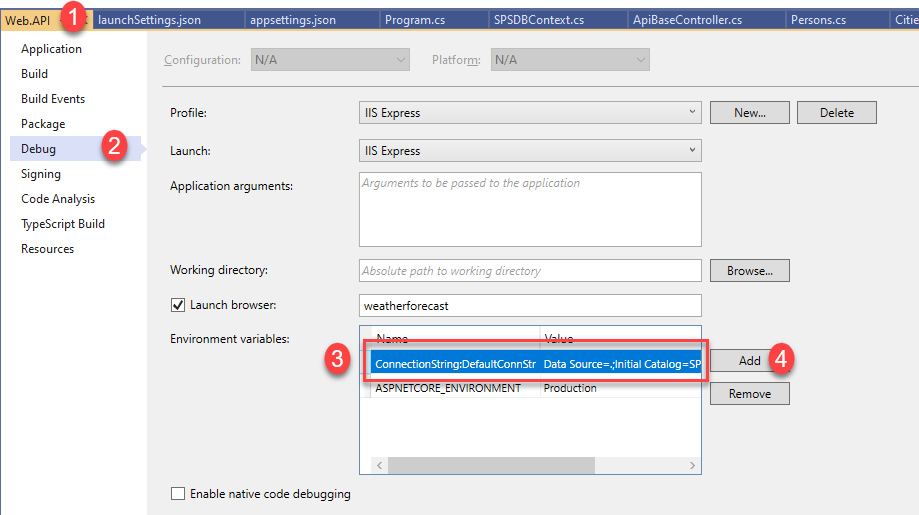 Web.API 1 launchSettings.json appsettings.json Program.cs SPSDBContext.cs ApiBaseController.cs Persons.cs Citie
Application
Build
Build Events
Package
Debug 2
Signing
Code Analysis
TypeScript Build
Resources
Configuration: N/A Platform: N/A
Profile: IIS Express New... Delete
Launch: IIS Express
Application arguments: Arguments to be passed to the application
Working directory: Absolute path to working directory Browse...
Launch browser: weatherforecast
Environment variables: Name Value
3 ConnectionString:DefaultConnStr Data Source=.;Initial Catalog=SP Add 4
ASPNETCORE_ENVIRONMENT Production Remove
Enable native code debugging